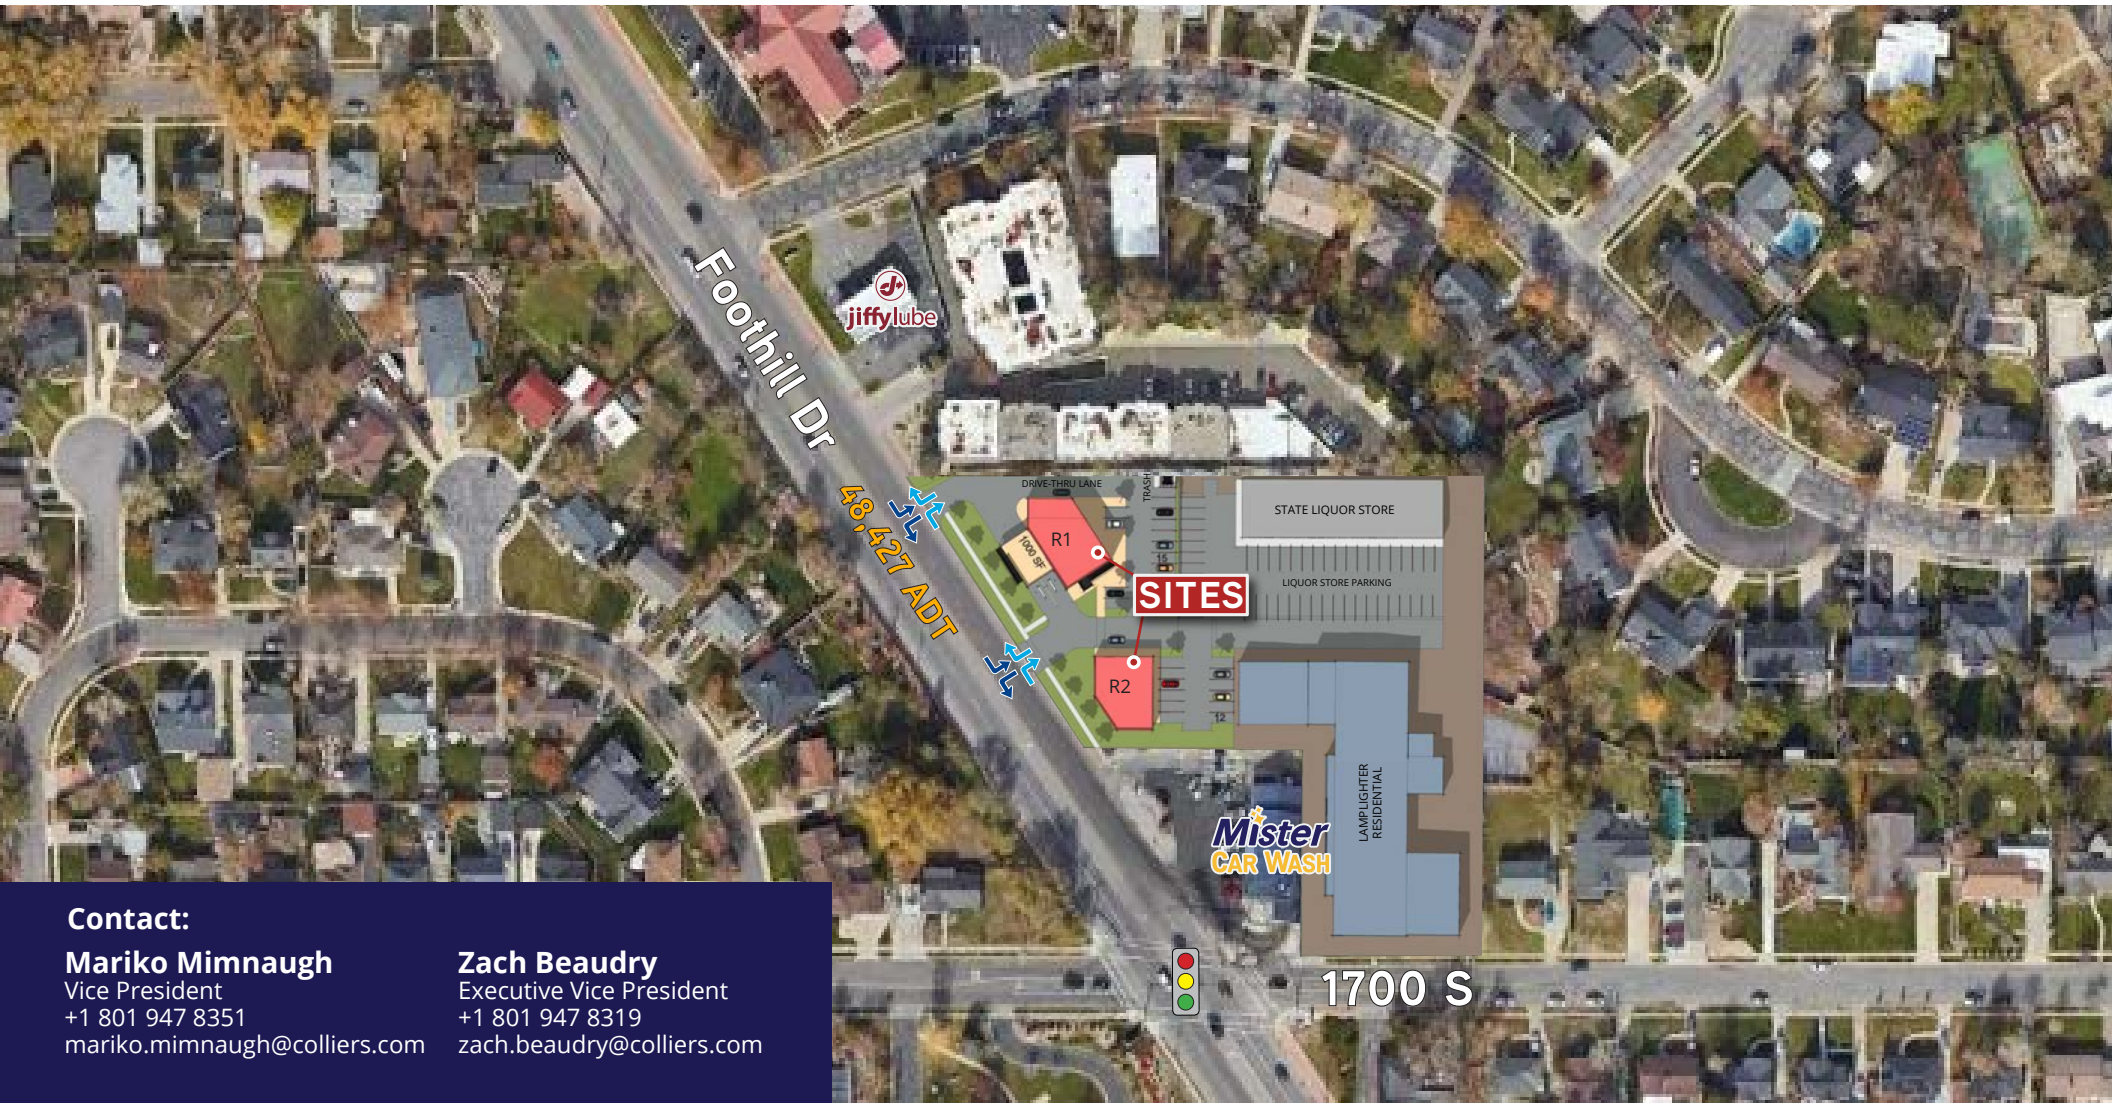 jiffylube
Foothill Dr
48,427 ADT
DRIVE-THRU LANE
TRASH
STATE LIQUOR STORE
R1
1000 SF
15
LIQUOR STORE PARKING
SITES
R2
12
LAMPLIGHTER
RESIDENTIAL
Mister
CAR WASH
1700 S
Contact:
Mariko Mimnaugh
Vice President
+1 801 947 8351
mariko.mimnaugh@colliers.com
Zach Beaudry
Executive Vice President
+1 801 947 8319
zach.beaudry@colliers.com